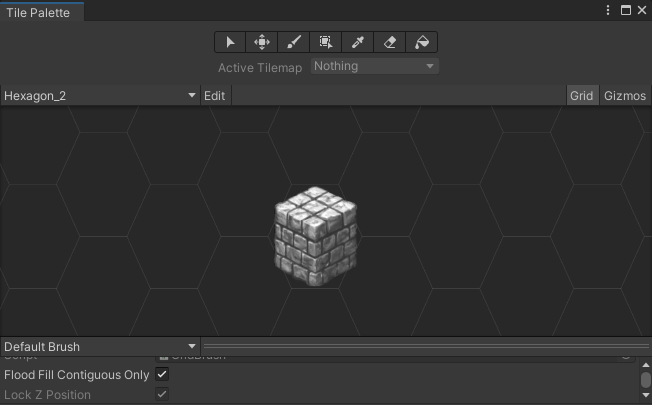 Tile Palette
Active Tilemap Nothing
Hexagon_2 Edit Grid Gizmos
Default Brush
Script GridBrush
Flood Fill Contiguous Only
Lock Z Position